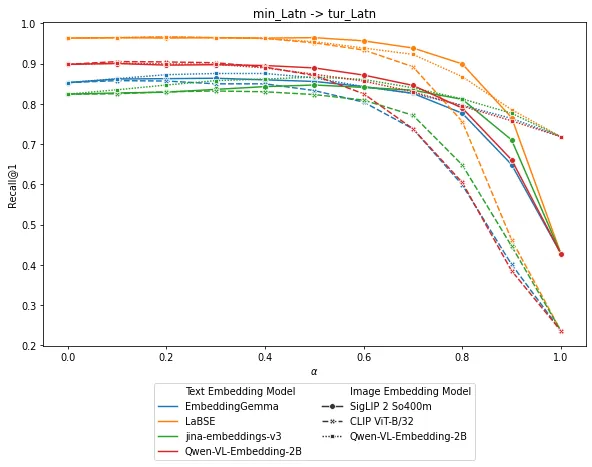 min_Latn -> tur_Latn
1.0
0.9
0.8
0.7
0.6
0.5
0.4
0.3
0.2
Recall@1
0.0 0.2 0.4 0.6 0.8 1.0
α
Text Embedding Model Image Embedding Model
EmbeddingGemma SigLIP 2 So400m
LaBSE CLIP ViT-B/32
jina-embeddings-v3 Qwen-VL-Embedding-2B
Qwen-VL-Embedding-2B